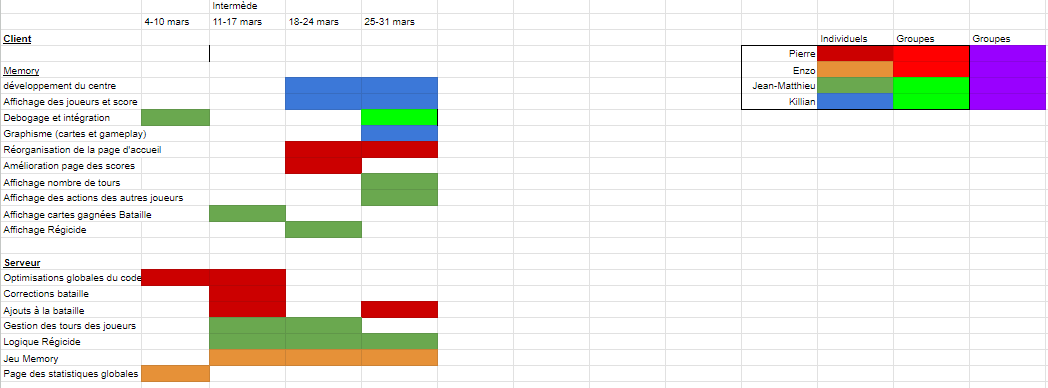 Intermède
4-10 mars 11-17 mars 18-24 mars 25-31 mars
Client
Individuels Groupes Groupes
Pierre
Memory
Enzo
développement du centre
Jean-Matthieu
Affichage des joueurs et score
Killian
Debogage et intégration
Graphisme (cartes et gameplay)
Réorganisation de la page d'accueil
Amélioration page des scores
Affichage nombre de tours
Affichage des actions des autres joueurs
Affichage cartes gagnées Bataille
Affichage Régicide
Serveur
Optimisations globales du code
Corrections bataille
Ajouts à la bataille
Gestion des tours des joueurs
Logique Régicide
Jeu Memory
Page des statistiques globales